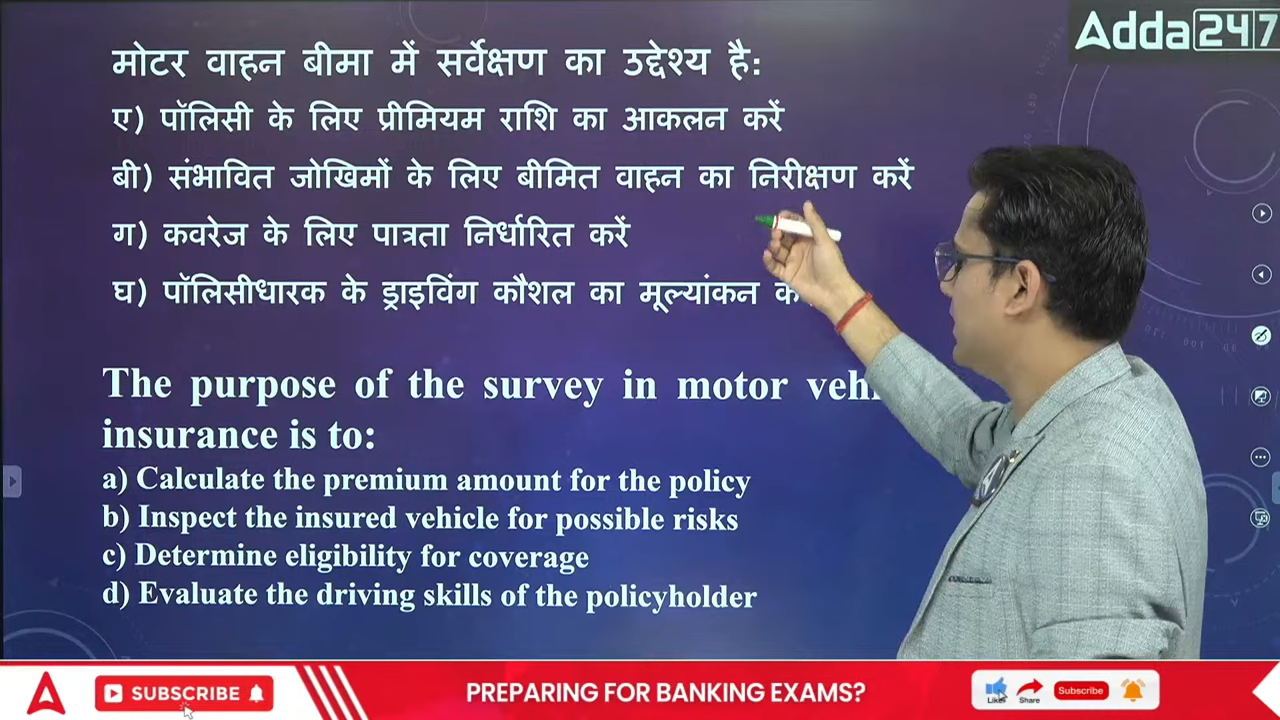 Adda247
मोटर वाहन बीमा में सर्वेक्षण का उद्देश्य है:
ए) पॉलिसी के लिए प्रीमियम राशि का आकलन करें
बी) संभावित जोखिमों के लिए बीमित वाहन का निरीक्षण करें
ग) कवरेज के लिए पात्रता निर्धारित करें
घ) पॉलिसीधारक के ड्राइविंग कौशल का मूल्यांकन
The purpose of the survey in motor
insurance is to:
a) Calculate the premium amount for the policy
b) Inspect the insured vehicle for possible risks
c) Determine eligibility for coverage
d) Evaluate the driving skills of the policyholder
SUBSCRIBE
PREPARING FOR BANKING EXAMS?
Like Share Subscribe